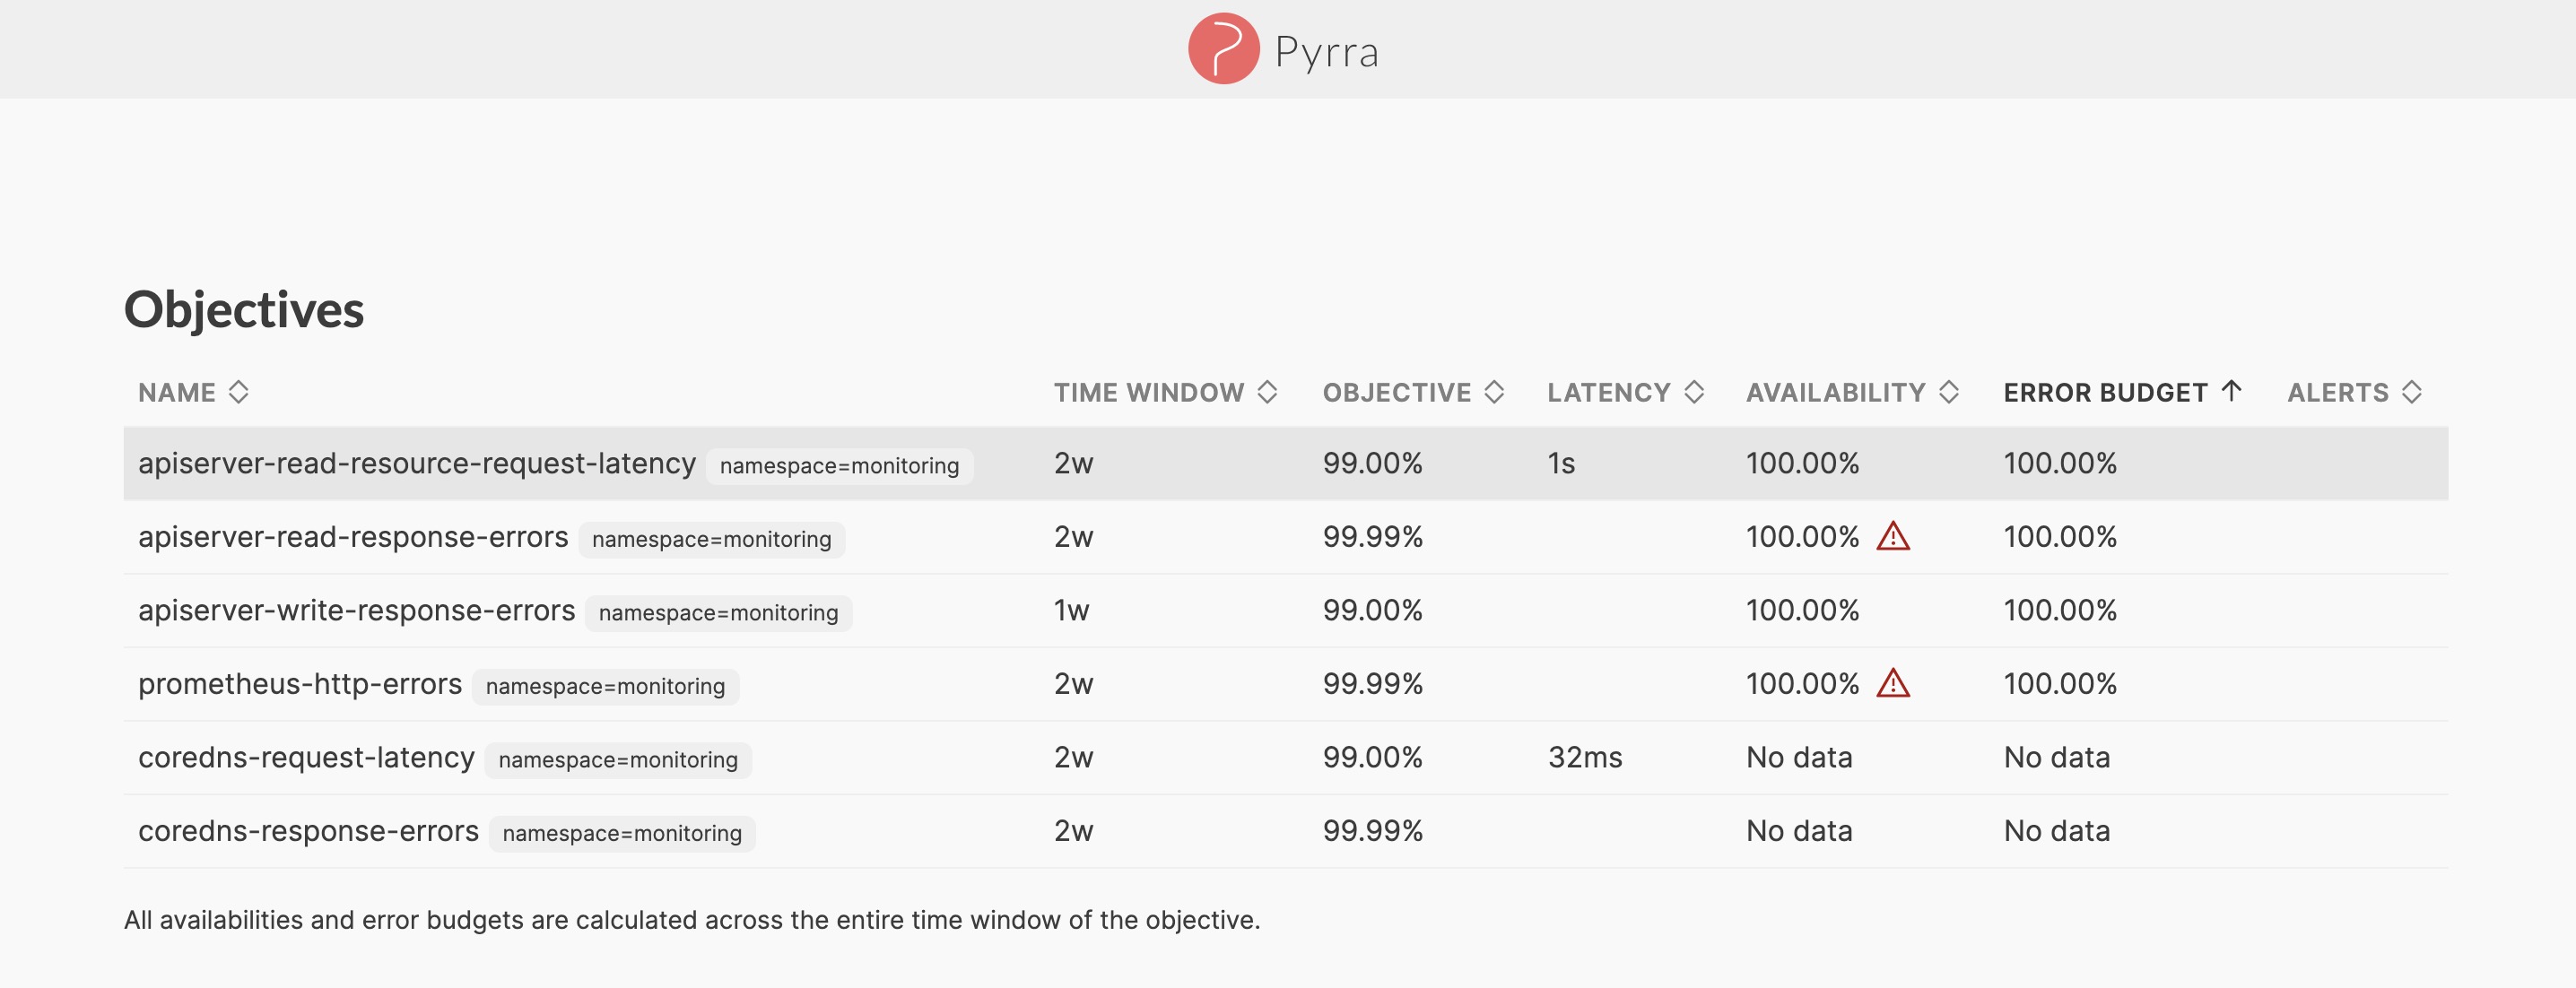 Pyrra
Objectives
NAME TIME WINDOW OBJECTIVE LATENCY AVAILABILITY ERROR BUDGET ALERTS
apiserver-read-resource-request-latency namespace=monitoring 2w 99.00% 1s 100.00% 100.00%
apiserver-read-response-errors namespace=monitoring 2w 99.99% 100.00% 100.00%
apiserver-write-response-errors namespace=monitoring 1w 99.00% 100.00% 100.00%
prometheus-http-errors namespace=monitoring 2w 99.99% 100.00% 100.00%
coredns-request-latency namespace=monitoring 2w 99.00% 32ms No data No data
coredns-response-errors namespace=monitoring 2w 99.99% No data No data
All availabilities and error budgets are calculated across the entire time window of the objective.